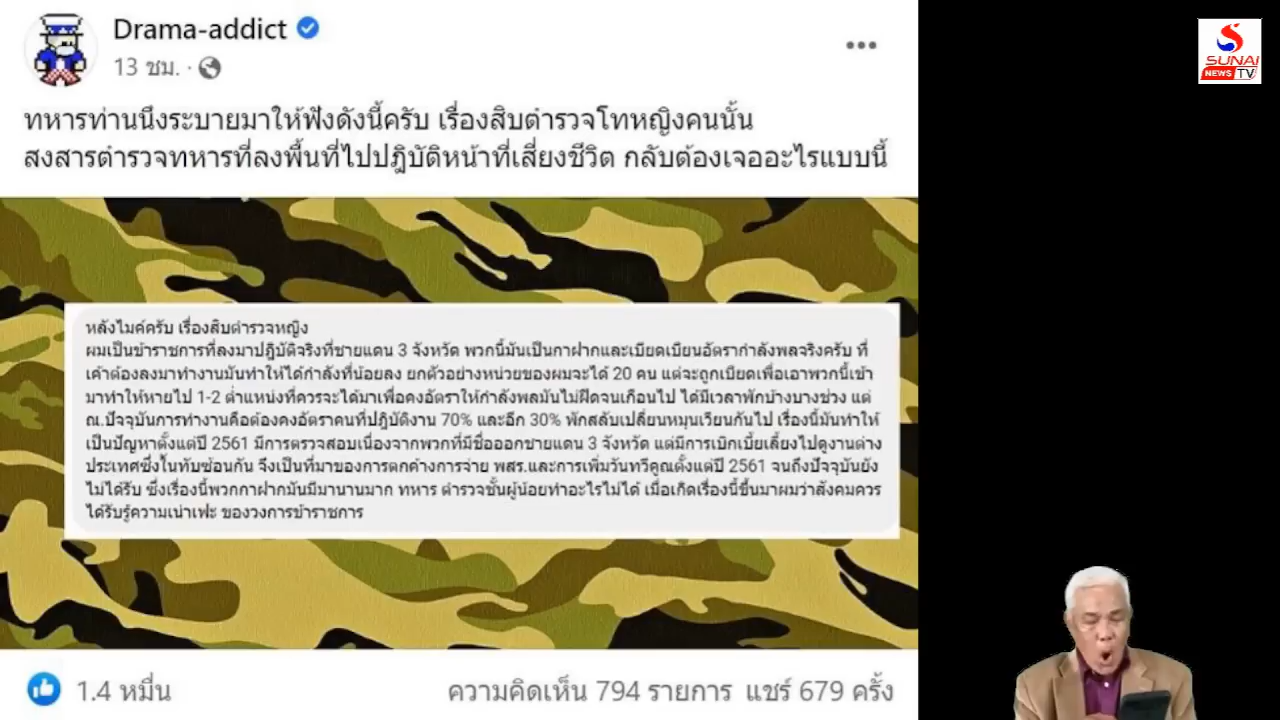 Drama-addict
13 ชม.
SUNAI
NEWS TV
ทหารท่านนึงระบายมาให้ฟังดังนี้ครับ เรื่องสิบตำรวจโทหญิงคนนั้น
สงสารตำรวจทหารที่ลงพื้นที่ไปปฎิบัติหน้าที่เสี่ยงชีวิต กลับต้องเจออะไรแบบนี้
หลังไมค์ครับ เรื่องสิบตำรวจหญิง
ผมเป็นข้าราชการที่ลงมาปฎิบัติจริงที่ชายแดน 3 จังหวัด พวกนี้มันเป็นกาฝากและเบียดเบียนอัตรากำลังพลจริงครับ ที่
เค้าต้องลงมาทำงานมันทำให้ได้กำลังที่น้อยลง ยกตัวอย่างหน่วยของผมจะได้ 20 คน แต่จะถูกเบียดเพื่อเอาพวกนี้เข้า
มาทำให้หายไป 1-2 ตำแหน่งที่ควรจะได้มาเพื่อคงอัตราให้กำลังพลมันไม่ฝืดจนเกือนไป ได้มีเวลาพักบ้างบางช่วง แต่
ณ.ปัจจุบันการทำงานคือต้องคงอัตราคนที่ปฎิบัติงาน 70% และอีก 30% พักสลับเปลี่ยนหมุนเวียนกันไป เรื่องนี้มันทำให้
เป็นปัญหาตั้งแต่ปี 2561 มีการตรวจสอบเนื่องจากพวกที่มีชื่อออกชายแดน 3 จังหวัด แต่มีการเบิกเบี้ยเลี้ยงไปดูงานต่าง
ประเทศซึ่งในทับซ้อนกัน จึงเป็นที่มาของการตกค้างการจ่าย พสร.และการเพิ่มวันทวีคูณตั้งแต่ปี 2561 จนถึงปัจจุบันยัง
ไม่ได้รับ ซึ่งเรื่องนี้พวกกาฝากมันมีมานานมาก ทหาร ตำรวจชั้นผู้น้อยทำอะไรไม่ได้ เมื่อเกิดเรื่องนี้ขึ้นมาผมว่าสังคมควร
ได้รับรู้ความเน่าเฟะ ของวงการข้าราชการ
1.4 หมื่น
ความคิดเห็น 794 รายการ แชร์ 679 ครั้ง